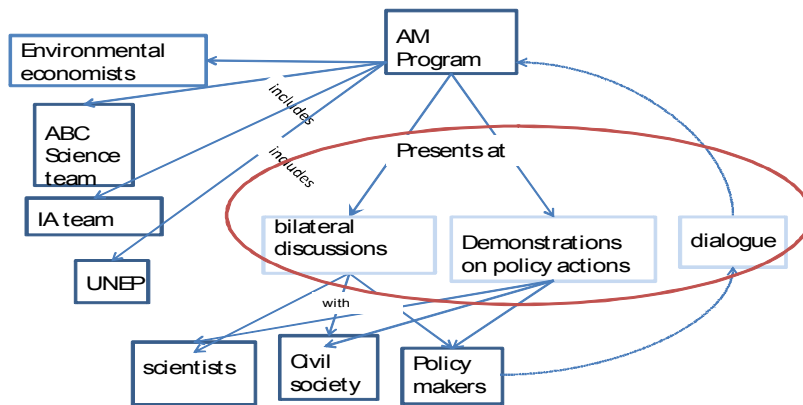 AM
Program
Environmental
economists
includes
ABC
Science
team
includes
Presents at
IA team
bilateral
discussions
Demonstrations
on policy actions
dialogue
UNEP
with
scientists
Civil
society
Policy
makers